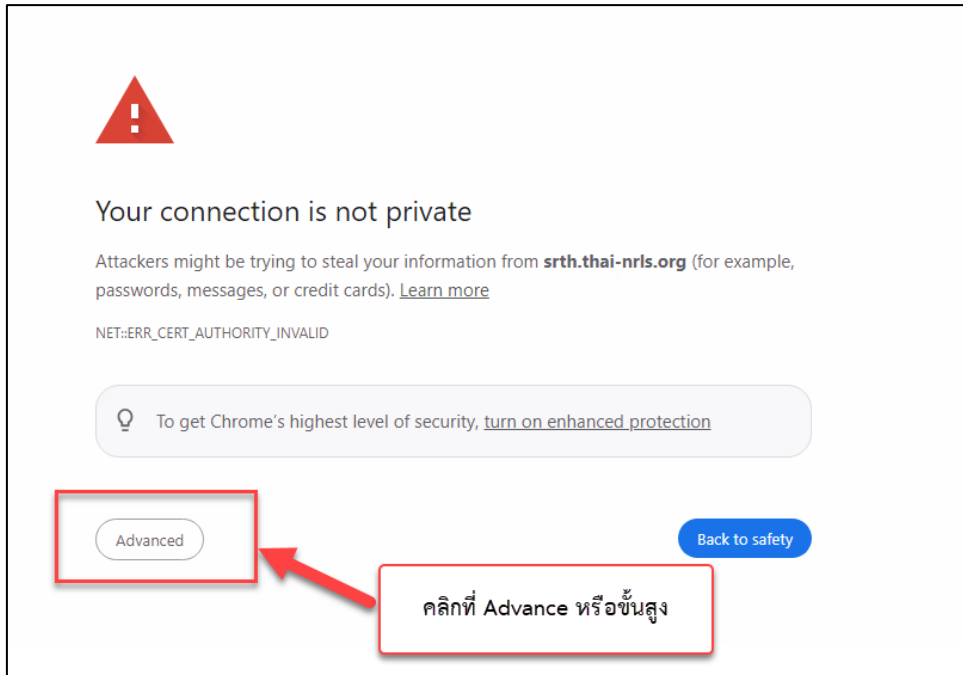 Your connection is not private
Attackers might be trying to steal your information from srth.thai-nrls.org (for example,
passwords, messages, or credit cards). Learn more
NET::ERR_CERT_AUTHORITY_INVALID
To get Chrome's highest level of security, turn on enhanced protection
Advanced
Back to safety
คลิกที่ Advance หรือขั้นสูง